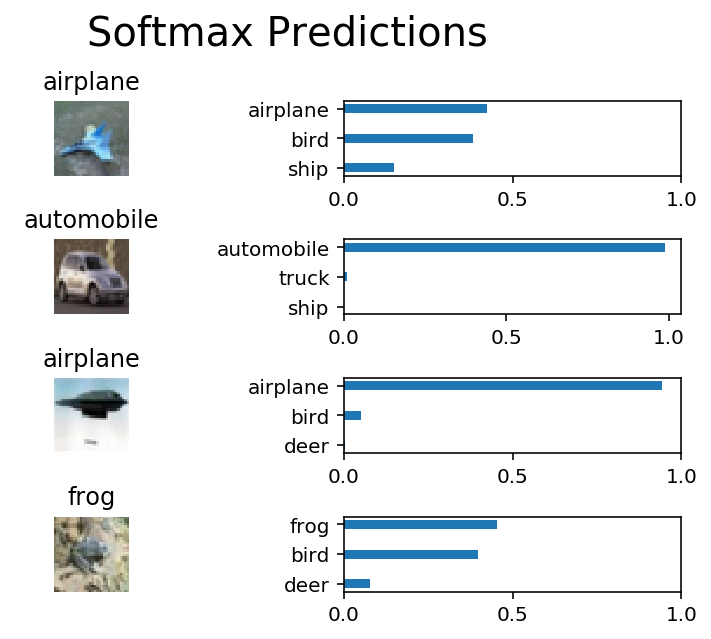 Softmax Predictions
airplane
airplane
bird
ship
0.0 0.5 1.0
automobile
automobile
truck
ship
0.0 0.5 1.0
airplane
airplane
bird
deer
0.0 0.5 1.0
frog
frog
bird
deer
0.0 0.5 1.0